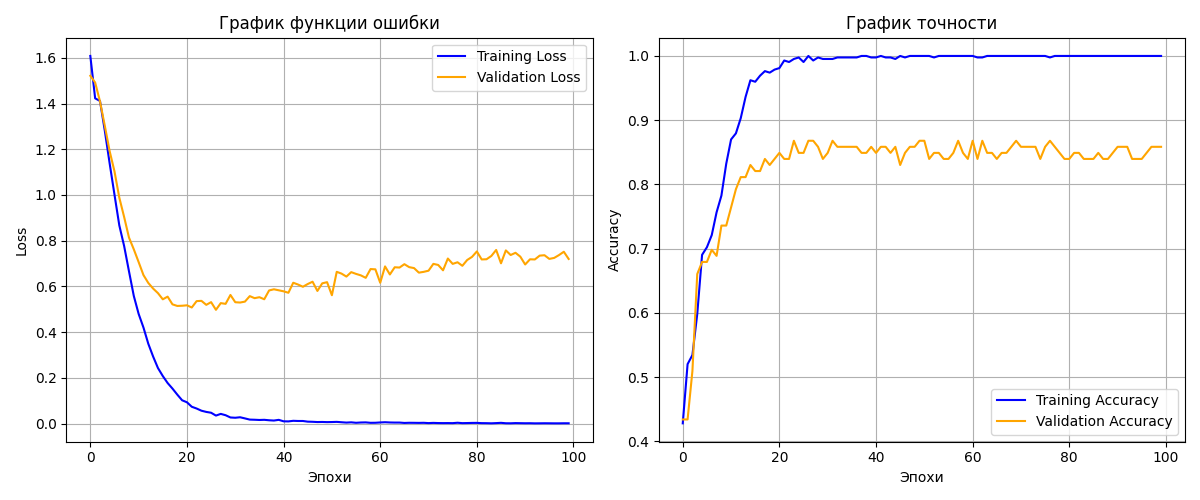 График функции ошибки
Training Loss
Validation Loss
Loss
1.6
1.4
1.2
1.0
0.8
0.6
0.4
0.2
0.0
0 20 40 60 80 100
Эпохи
График точности
Accuracy
1.0
0.9
0.8
0.7
0.6
0.5
0.4
Training Accuracy
Validation Accuracy
0 20 40 60 80 100
Эпохи